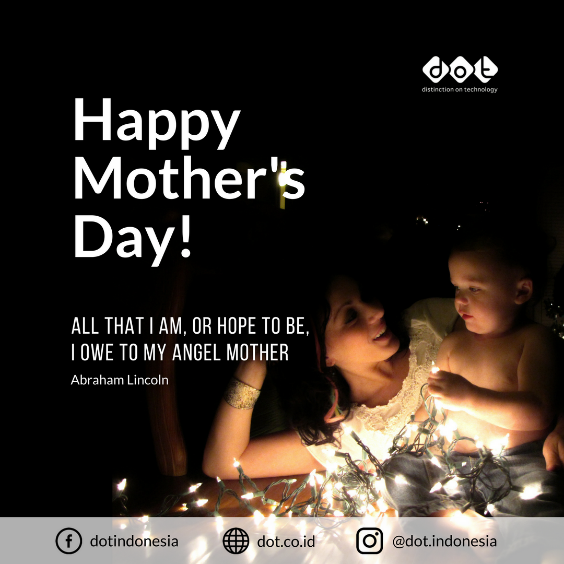 dot
distinction on technology
Happy
Mother's
Day!
ALL THAT I AM, OR HOPE TO BE,
I OWE TO MY ANGEL MOTHER
Abraham Lincoln
dotindonesia
dot.co.id
@dot.indonesia